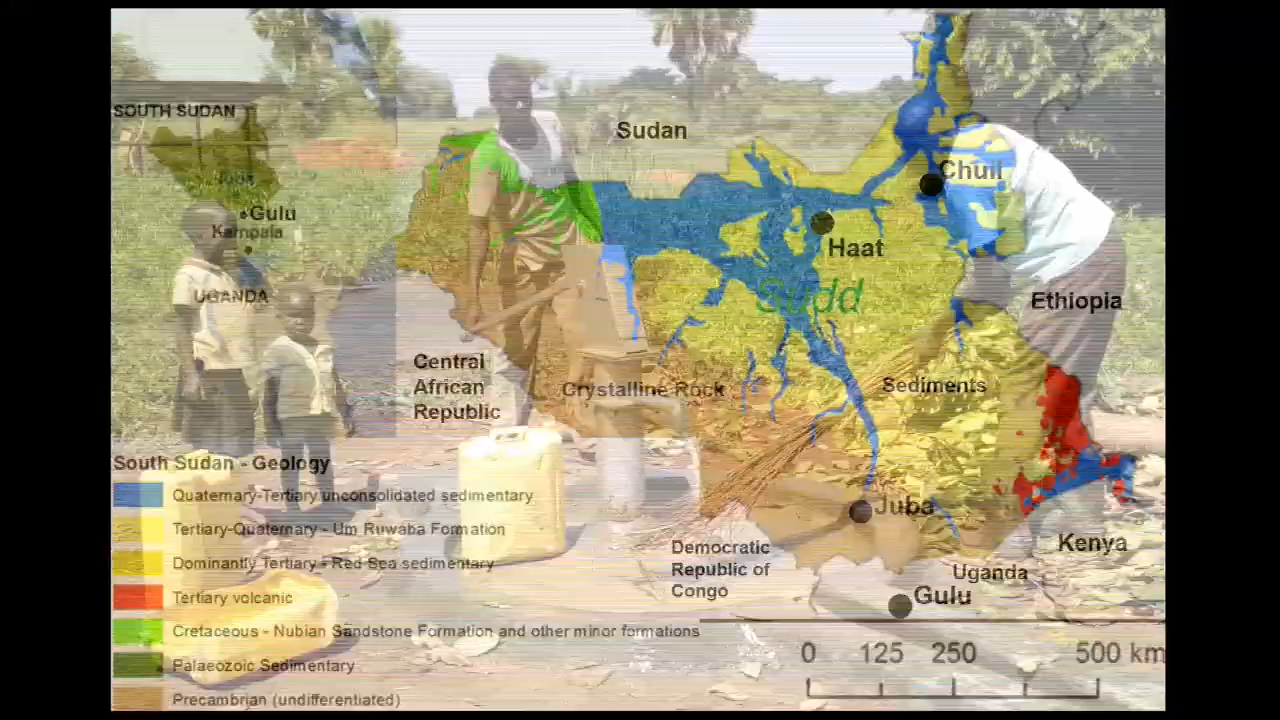 SOUTH SUDAN
Juba
Gulu
Kampala
UGANDA
Sudan
Chuil
Haat
Sudd
Ethiopia
Central
African
Republic
Crystalline Rock
Sediments
Juba
Democratic
Republic of
Congo
Kenya
Uganda
Gulu
South Sudan - Geology
Quaternary-Tertiary unconsolidated sedimentary
Tertiary-Quaternary - Um Ruwaba Formation
Dominantly Tertiary - Red Sea sedimentary
Tertiary volcanic
Cretaceous - Nubian Sandstone Formation and other minor formations
Palaeozoic Sedimentary
Precambrian (undifferentiated)
0 125 250 500 km